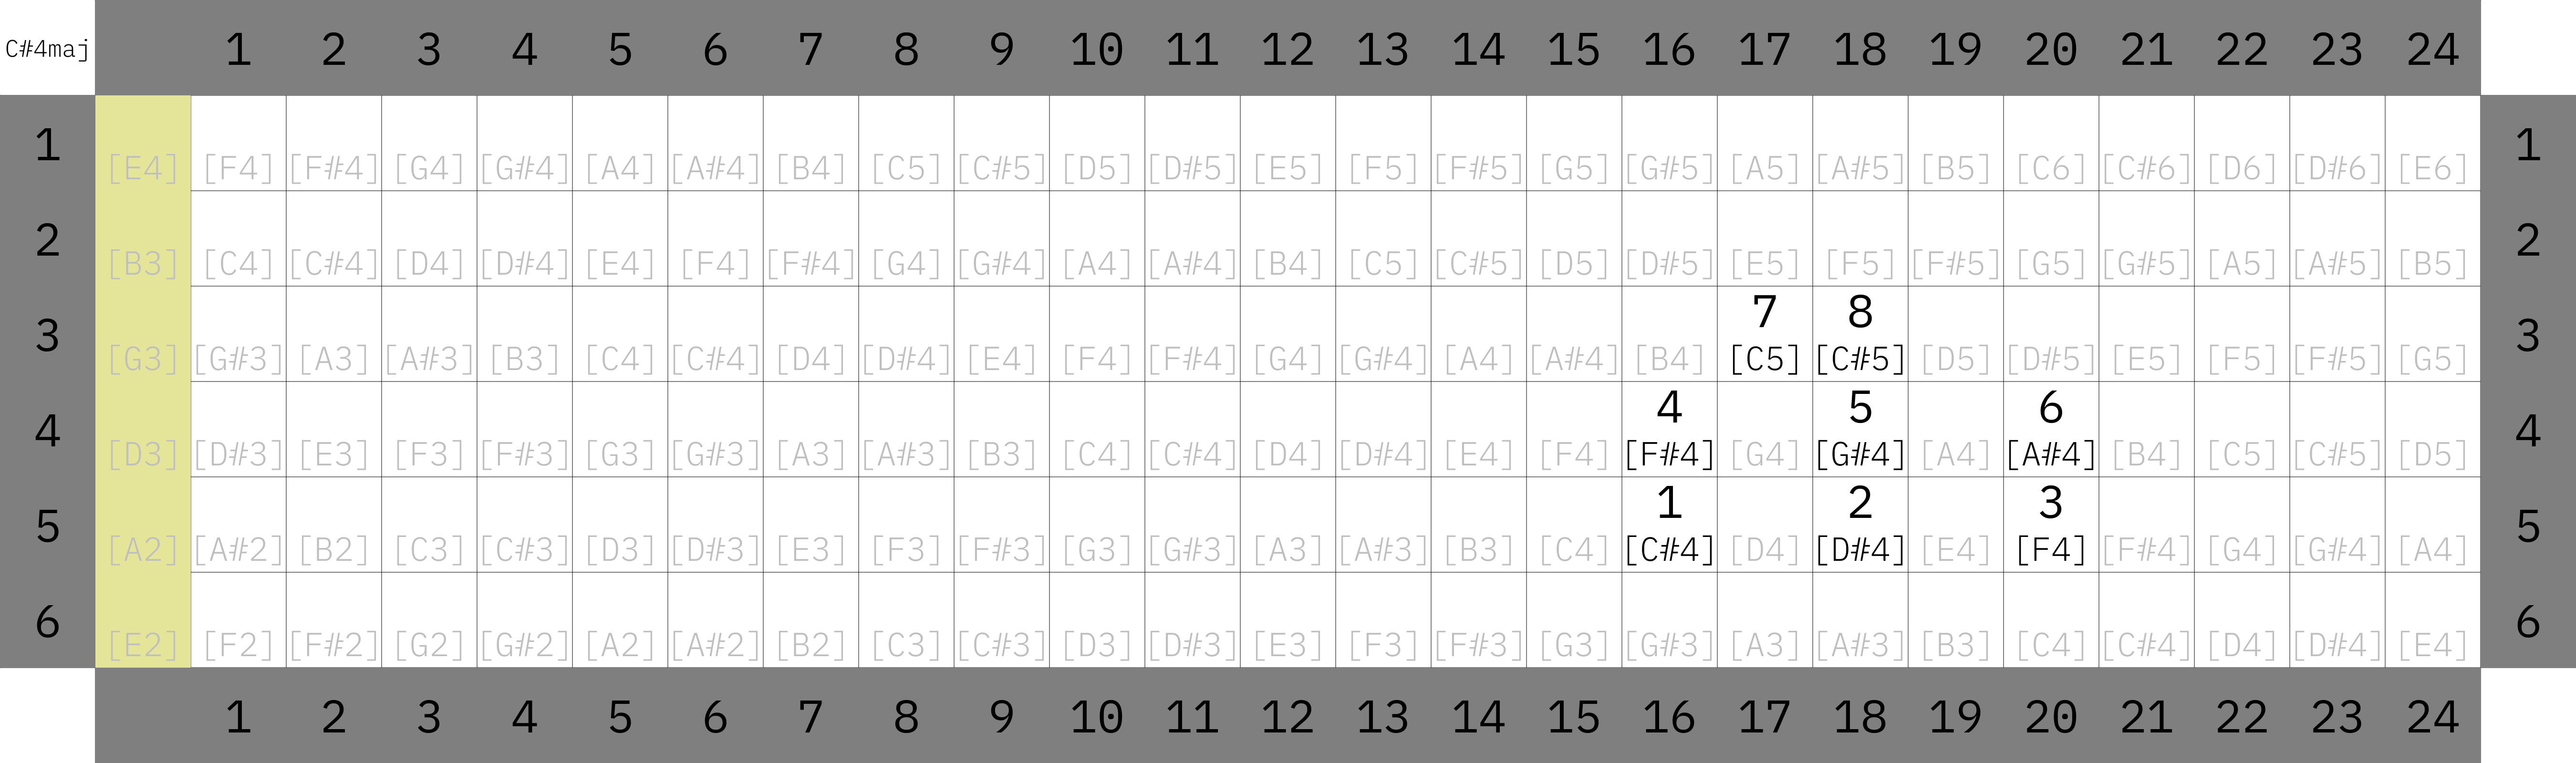 C#4maj 1 2 3 4 5 6 7 8 9 10 11 12 13 14 15 16 17 18 19 20 21 22 23 24
1 [E4] [F4] [F#4] [G4] [G#4] [A4] [A#4] [B4] [C5] [C#5] [D5] [D#5] [E5] [F5] [F#5] [G5] [G#5] [A5] [A#5] [B5] [C6] [C#6] [D6] [D#6] [E6] 1
2 [B3] [C4] [C#4] [D4] [D#4] [E4] [F4] [F#4] [G4] [G#4] [A4] [A#4] [B4] [C5] [C#5] [D5] [D#5] [E5] [F5] [F#5] [G5] [G#5] [A5] [A#5] [B5] 2
7 8
3 [G3] [G#3] [A3] [A#3] [B3] [C4] [C#4] [D4] [D#4] [E4] [F4] [F#4] [G4] [G#4] [A4] [A#4] [B4] [C5] [C#5] [D5] [D#5] [E5] [F5] [F#5] [G5] 3
4 5 6
4 [D3] [D#3] [E3] [F3] [F#3] [G3] [G#3] [A3] [A#3] [B3] [C4] [C#4] [D4] [D#4] [E4] [F4] [F#4] [G4] [G#4] [A4] [A#4] [B4] [C5] [C#5] [D5] 4
1 2 3
5 [A2] [A#2] [B2] [C3] [C#3] [D3] [D#3] [E3] [F3] [F#3] [G3] [G#3] [A3] [A#3] [B3] [C4] [C#4] [D4] [D#4] [E4] [F4] [F#4] [G4] [G#4] [A4] 5
6 [E2] [F2] [F#2] [G2] [G#2] [A2] [A#2] [B2] [C3] [C#3] [D3] [D#3] [E3] [F3] [F#3] [G3] [G#3] [A3] [A#3] [B3] [C4] [C#4] [D4] [D#4] [E4] 6
1 2 3 4 5 6 7 8 9 10 11 12 13 14 15 16 17 18 19 20 21 22 23 24